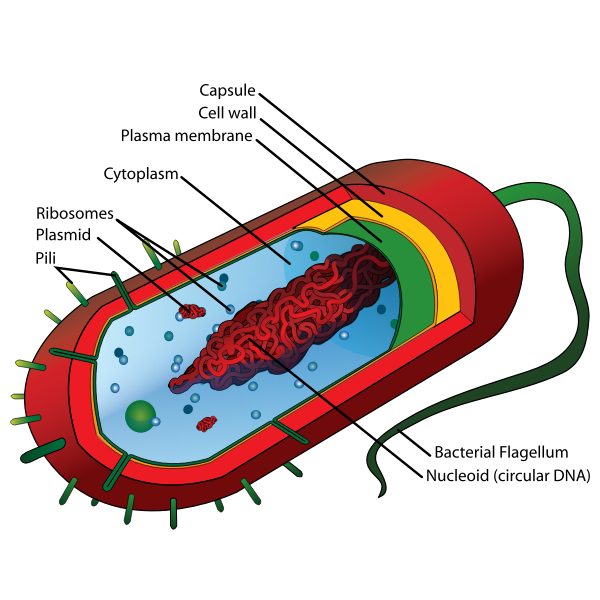 Capsule
Cell wall
Plasma membrane
Cytoplasm
Ribosomes
Plasmid
Pili
Bacterial Flagellum
Nucleoid (circular DNA)